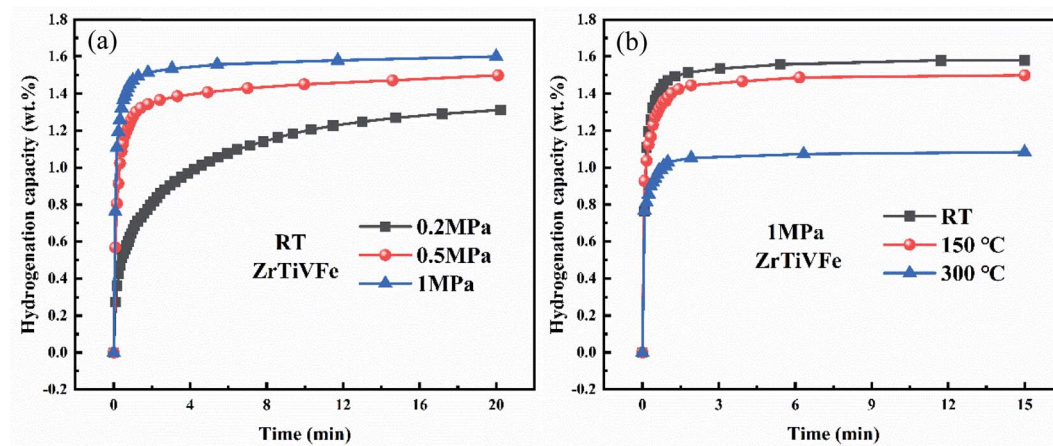 (a)
Hydrogenation capacity (wt.%)
1.8
1.6
1.4
1.2
1.0
0.8
0.6
0.4
0.2
0.0
-0.2
RT
ZrTiVFe
0.2MPa
0.5MPa
1MPa
0
4
8
12
16
20
Time (min)
(b)
Hydrogenation capacity (wt.%)
1.8
1.6
1.4
1.2
1.0
0.8
0.6
0.4
0.2
0.0
-0.2
1MPa
ZrTiVFe
RT
150 °C
300 °C
0
3
6
9
12
15
Time (min)